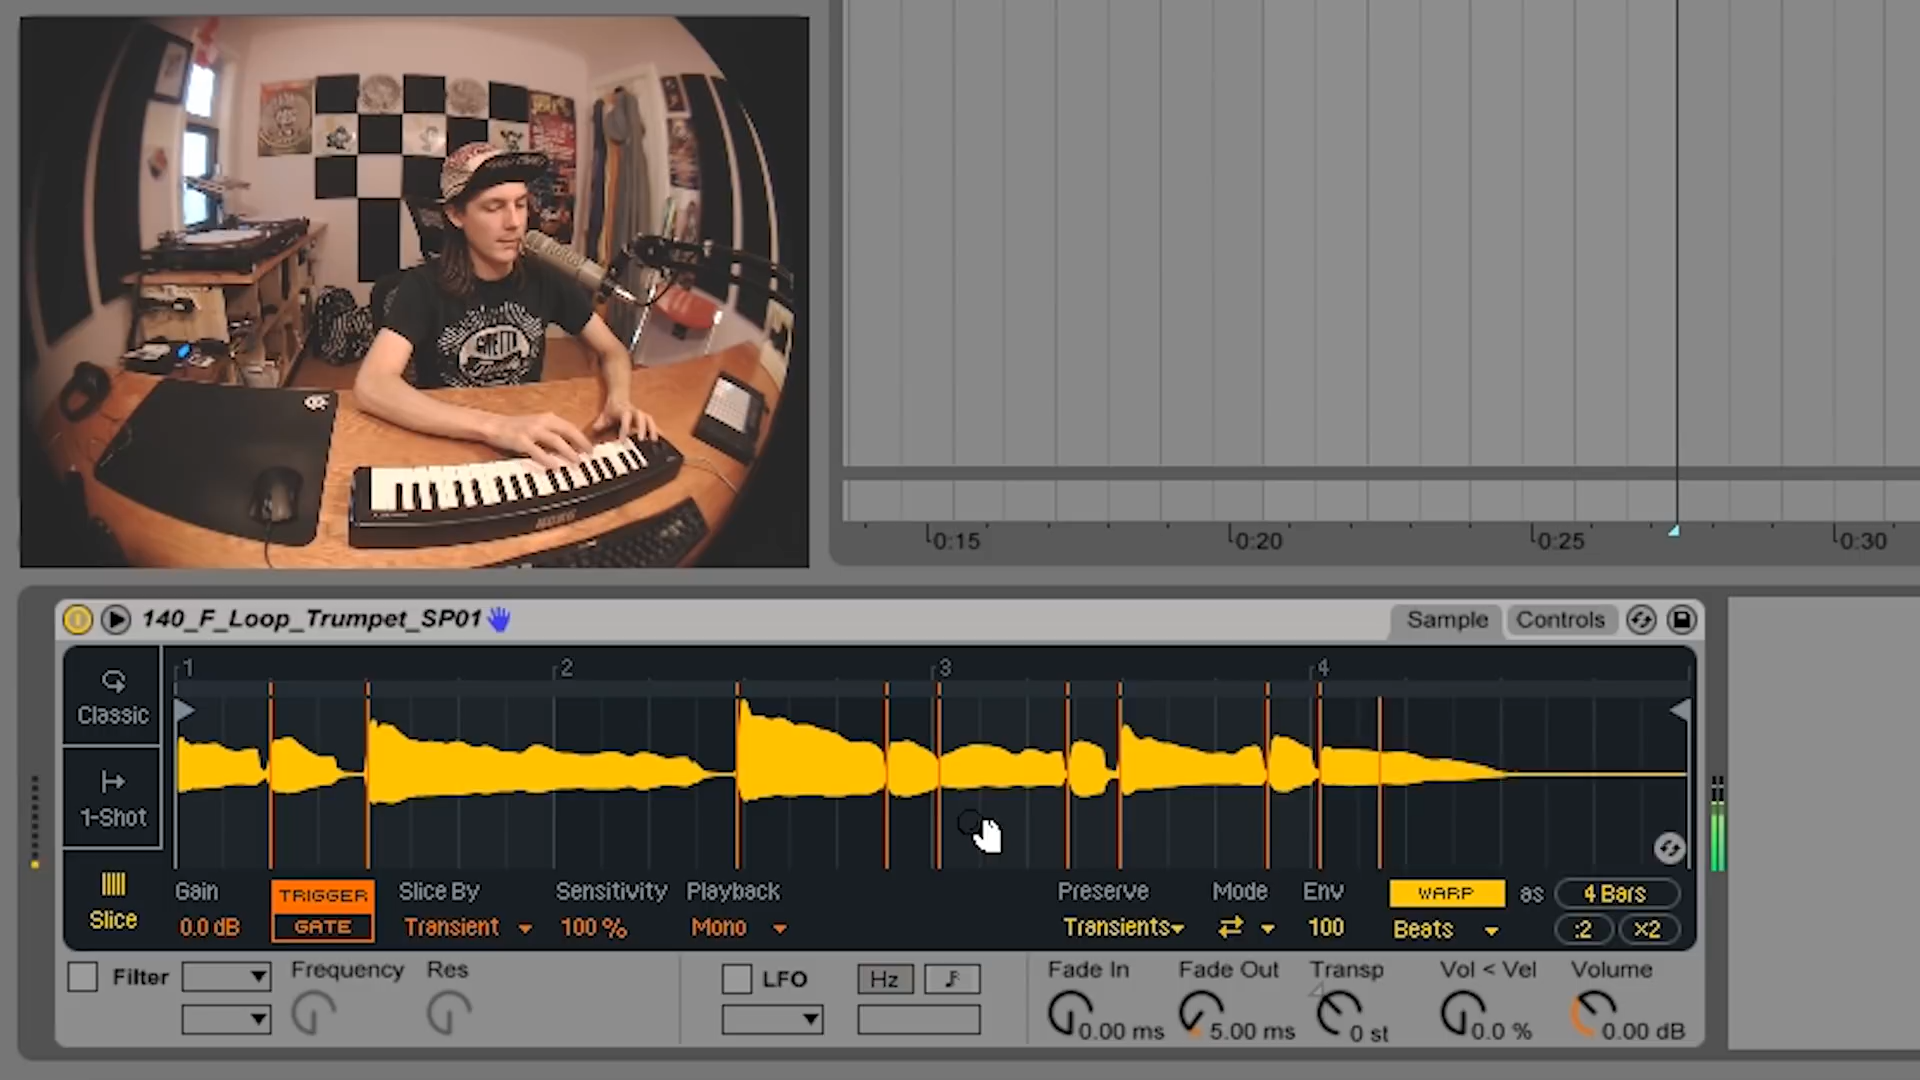 GHETTO
KORG
0:15
0:20
0:25
0:30
140_F_Loop_Trumpet_SP01
Sample
Controls
1
2
3
4
Classic
1-Shot
Slice
Gain
TRIGGER
Slice By
Sensitivity
Playback
Preserve
Mode
Env
WARP
as
4 Bars
0.0 dB
GATE
Transient
100 %
Mono
Transients
100
Beats
:2
×2
Filter
Frequency
Res
LFO
Hz
Fade In
Fade Out
Transp
Vol < Vel
Volume
0.00 ms
5.00 ms
0 st
0.0 %
0.00 dB